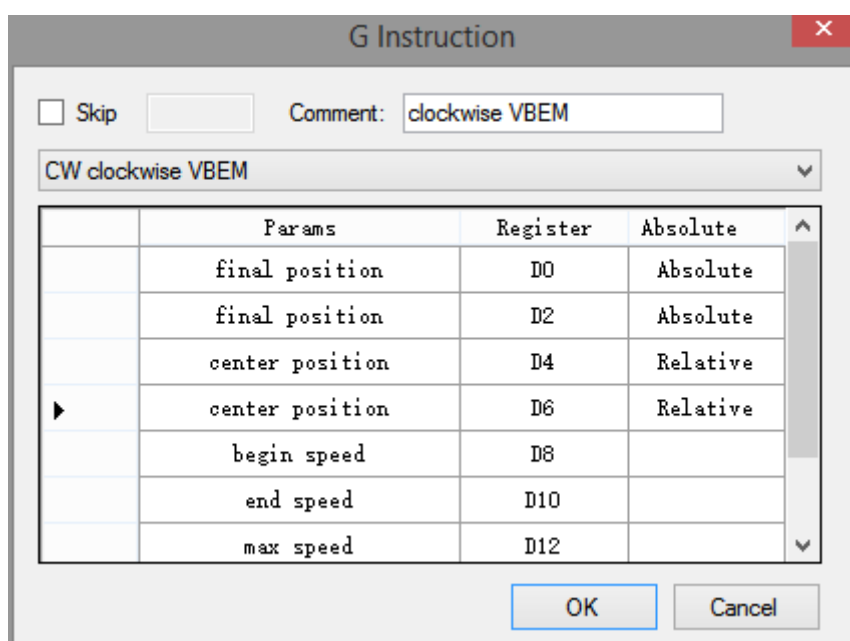 G Instruction
Skip Comment: clockwise VBEM
CW clockwise VBEM
Params Register Absolute
final position D0 Absolute
final position D2 Absolute
center position D4 Relative
center position D6 Relative
begin speed D8
end speed D10
max speed D12
OK Cancel